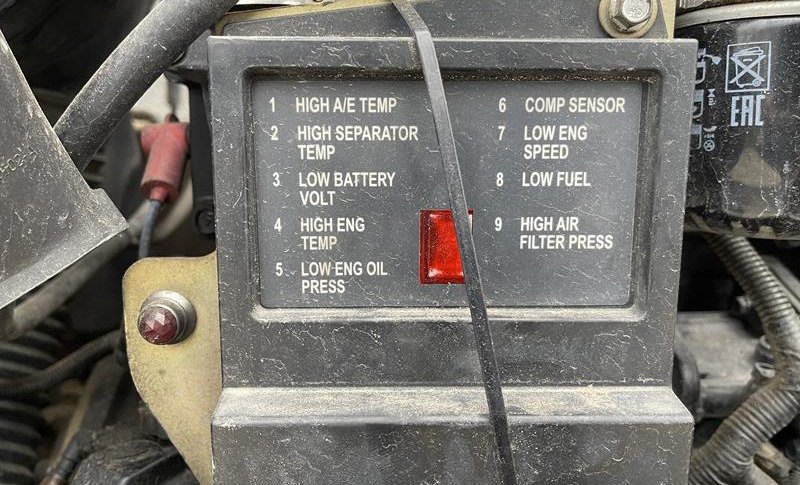 1 HIGH A/E TEMP
2 HIGH SEPARATOR
TEMP
3 LOW BATTERY
VOLT
4 HIGH ENG
TEMP
5 LOW ENG OIL
PRESS
6 COMP SENSOR
7 LOW ENG
SPEED
8 LOW FUEL
9 HIGH AIR
FILTER PRESS
EAC